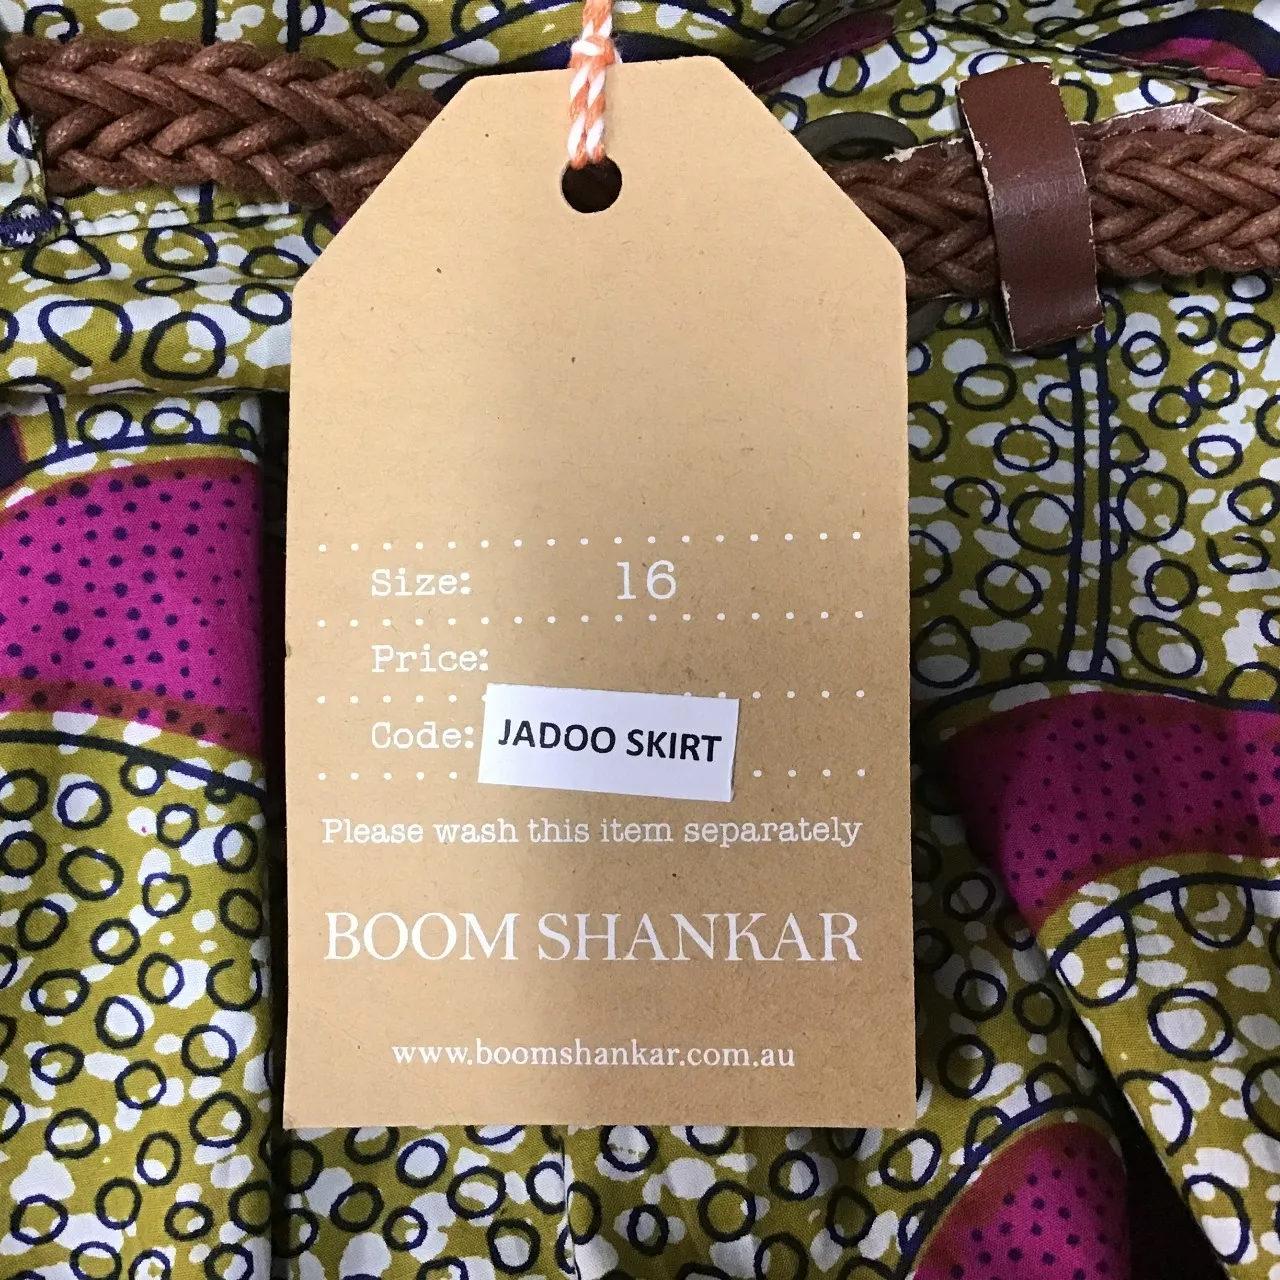 Size: 16
Price:
Code: JADOO SKIRT
Please wash this item separately
BOOM SHANKAR
www.boomshankar.com.au